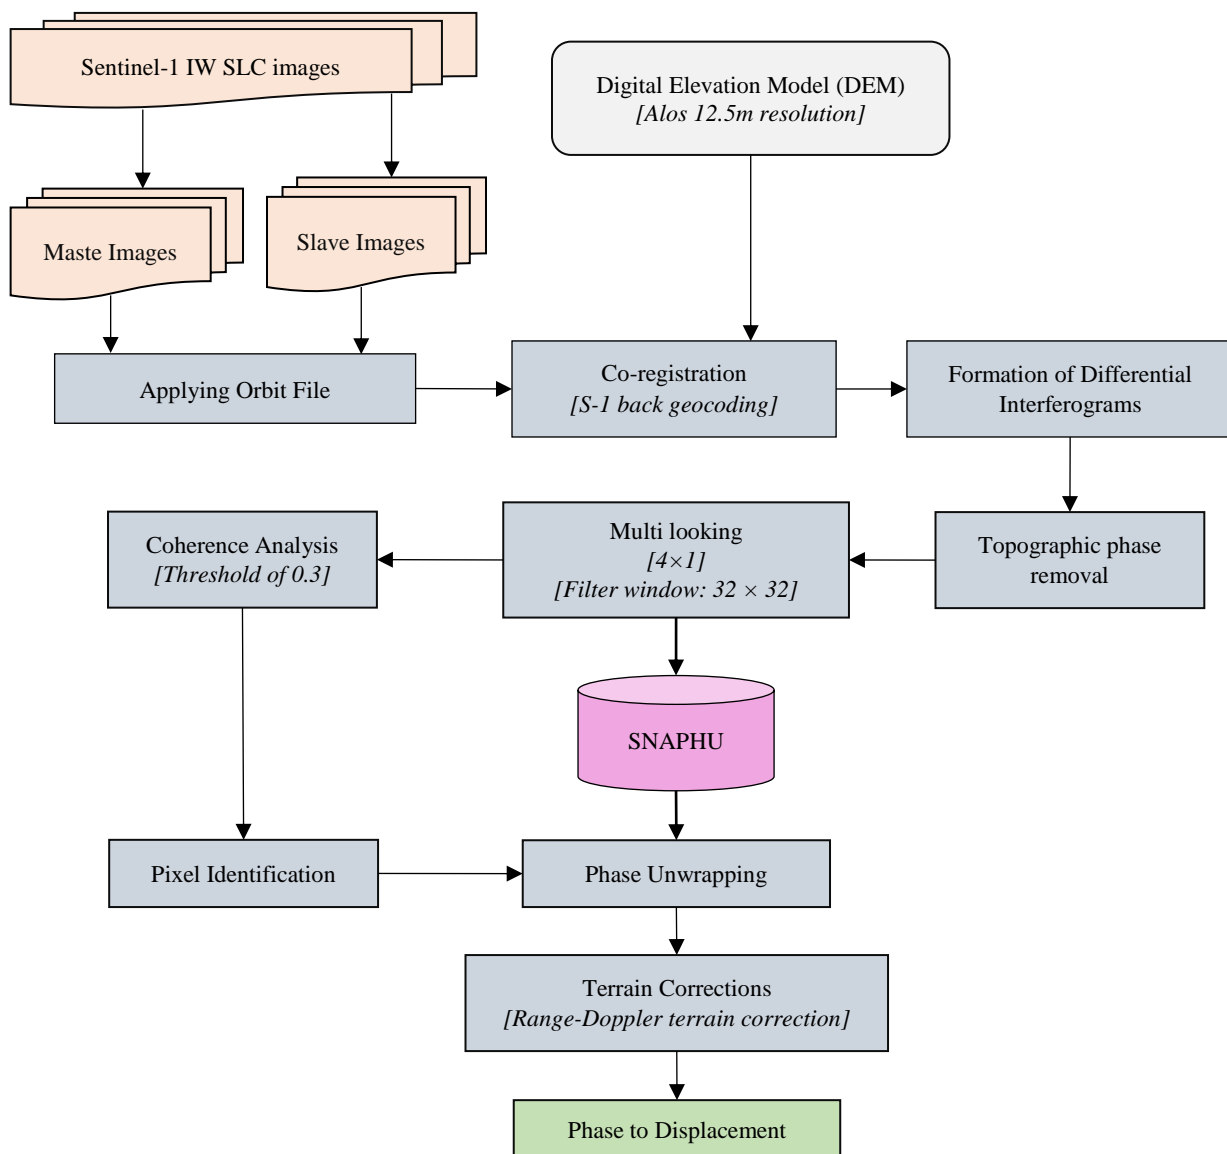 Sentinel-1 IW SLC images
Digital Elevation Model (DEM)
[Alos 12.5m resolution]
Maste Images
Slave Images
Applying Orbit File
Co-registration
[S-1 back geocoding]
Formation of Differential
Interferograms
Coherence Analysis
[Threshold of 0.3]
Multi looking
[4×1]
[Filter window: 32 × 32]
Topographic phase
removal
SNAPHU
Pixel Identification
Phase Unwrapping
Terrain Corrections
[Range-Doppler terrain correction]
Phase to Displacement